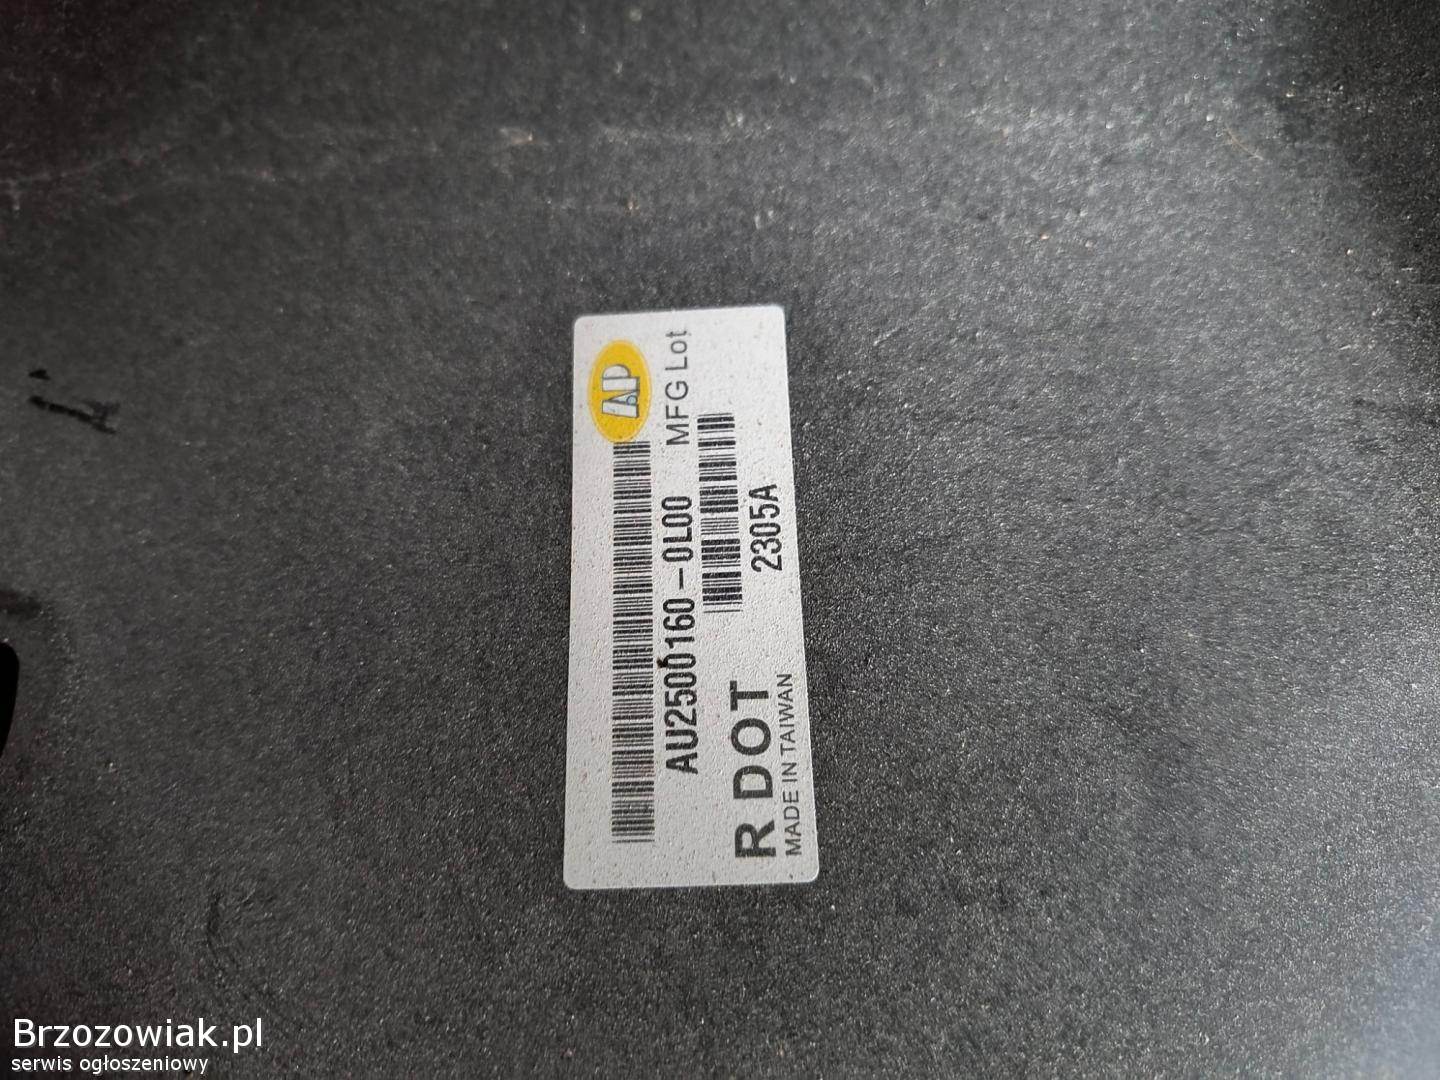 AP
AU2500160-0L00
MFG Lot
R DOT
2305A
MADE IN TAIWAN
Brzozowiak.pl
serwis ogłoszeniowy